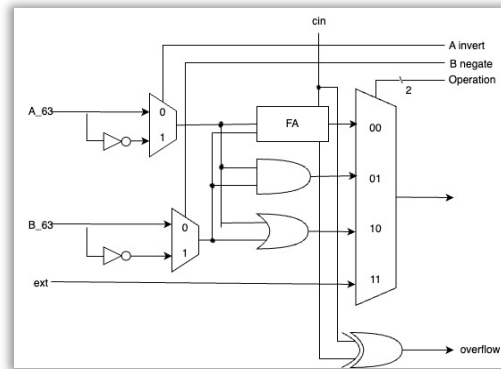 cin
A invert
B negate
Operation
2
A_63
0
1
FA
00
01
B_63
0
1
10
ext
11
overflow